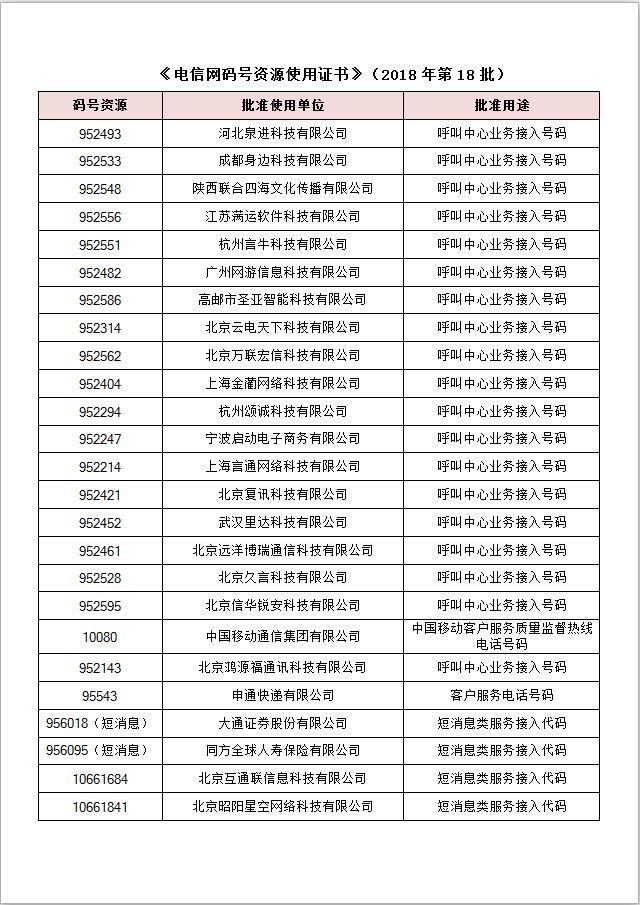 《电信网码号资源使用证书》（2018 年第 18 批）
码号资源 批准使用单位 批准用途
952493 河北泉进科技有限公司 呼叫中心业务接入号码
952533 成都身边科技有限公司 呼叫中心业务接入号码
952548 陕西联合四海文化传播有限公司 呼叫中心业务接入号码
952556 江苏满运软件科技有限公司 呼叫中心业务接入号码
952551 杭州言牛科技有限公司 呼叫中心业务接入号码
952482 广州网游信息科技有限公司 呼叫中心业务接入号码
952586 高邮市圣亚智能科技有限公司 呼叫中心业务接入号码
952314 北京云电天下科技有限公司 呼叫中心业务接入号码
952562 北京万联宏信科技有限公司 呼叫中心业务接入号码
952404 上海金蔺网络科技有限公司 呼叫中心业务接入号码
952294 杭州颂诚科技有限公司 呼叫中心业务接入号码
952247 宁波启动电子商务有限公司 呼叫中心业务接入号码
952214 上海言通网络科技有限公司 呼叫中心业务接入号码
952421 北京复讯科技有限公司 呼叫中心业务接入号码
952452 武汉里达科技有限公司 呼叫中心业务接入号码
952461 北京远洋博瑞通信科技有限公司 呼叫中心业务接入号码
952528 北京久言科技有限公司 呼叫中心业务接入号码
952595 北京信华锐安科技有限公司 呼叫中心业务接入号码
10080 中国移动通信集团有限公司 中国移动客户服务质量监督热线
电话号码
952143 北京鸿源福通讯科技有限公司 呼叫中心业务接入号码
95543 申通快递有限公司 客户服务电话号码
956018（短消息） 大通证券股份有限公司 短消息类服务接入代码
956095（短消息） 同方全球人寿保险有限公司 短消息类服务接入代码
10661684 北京互通联信息科技有限公司 短消息类服务接入代码
10661841 北京昭阳星空网络科技有限公司 短消息类服务接入代码